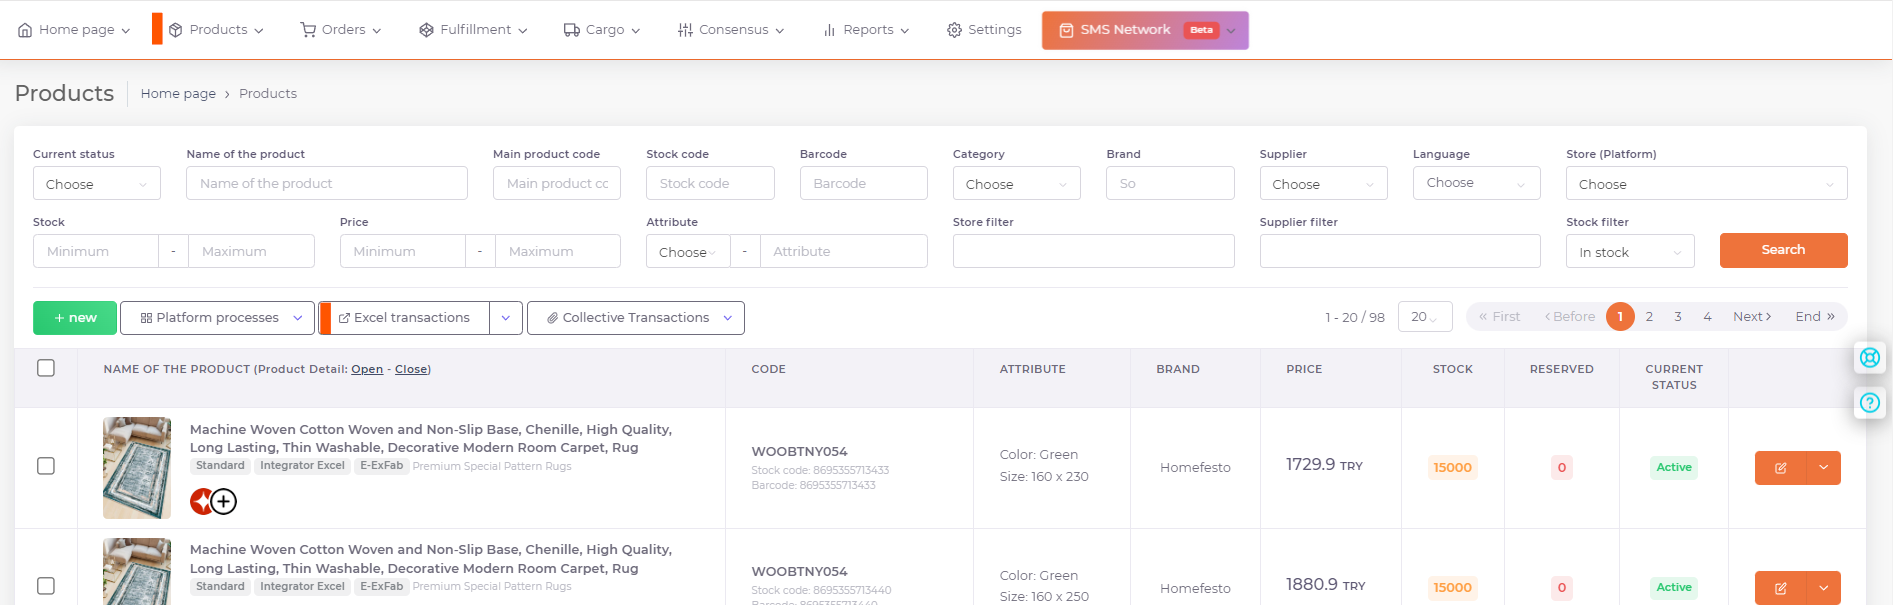 Home page
Products
Orders
Fulfillment
Cargo
Consensus
Reports
Settings
SMS Network Beta
Products
Home page › Products
Current status
Name of the product
Main product code
Stock code
Barcode
Category
Brand
Supplier
Language
Store (Platform)
Choose
Name of the product
Main product cc
Stock code
Barcode
Choose
So
Choose
Choose
Choose
Stock
Price
Attribute
Store filter
Supplier filter
Stock filter
Minimum - Maximum
Minimum - Maximum
Choose - Attribute
In stock
Search
+ new
Platform processes
Excel transactions
Collective Transactions
1 - 20 / 98
20
« First ‹ Before 1 2 3 4 Next › End »
NAME OF THE PRODUCT (Product Detail: Open - Close)
CODE
ATTRIBUTE
BRAND
PRICE
STOCK
RESERVED
CURRENT
STATUS
Machine Woven Cotton Woven and Non-Slip Base, Chenille, High Quality,
Long Lasting, Thin Washable, Decorative Modern Room Carpet, Rug
Standard Integrator Excel E-ExFab Premium Special Pattern Rugs
WOOBTNY054
Stock code: 8695355713433
Barcode: 8695355713433
Color: Green
Size: 160 x 230
Homefesto
1729.9 TRY
15000
0
Active
Machine Woven Cotton Woven and Non-Slip Base, Chenille, High Quality,
Long Lasting, Thin Washable, Decorative Modern Room Carpet, Rug
Standard Integrator Excel E-ExFab Premium Special Pattern Rugs
WOOBTNY054
Stock code: 8695355713440
Barcode: 8695355713440
Color: Green
Size: 160 x 250
Homefesto
1880.9 TRY
15000
0
Active